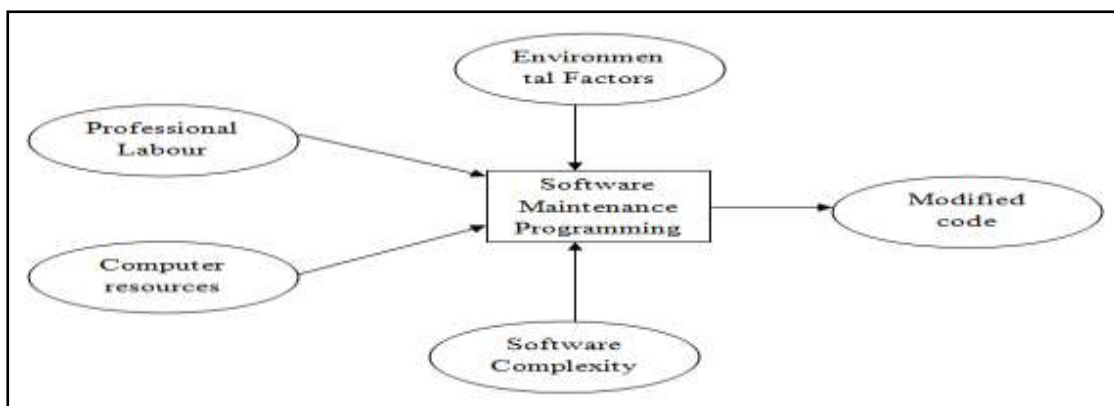 Environmen
tal Factors
Professional
Labour
Software
Maintenance
Programming
Modified
code
Computer
resources
Software
Complexity